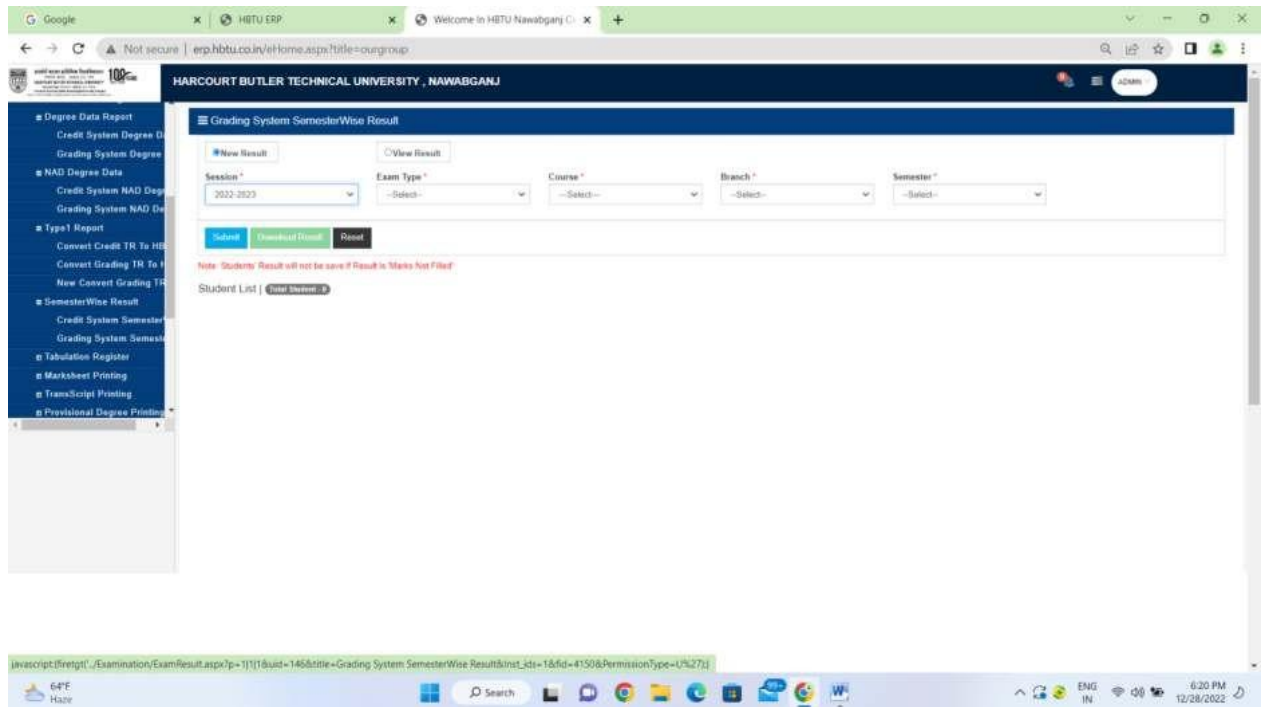 Google
HBTU ERP
Welcome In HBTU Nawabganj C
Not secure | erp.hbtu.co.in/eHome.aspx?title=ourgroup
100
HARCOURT BUTLER TECHNICAL UNIVERSITY , NAWABGANJ
ADMIN
Degree Data Report
Credit System Degree D
Grading System Degree
NAD Degree Data
Credit System NAD Deg
Grading System NAD De
Type1 Report
Convert Credit TR To HB
Convert Grading TR To H
New Convert Grading TR
SemesterWise Result
Credit System Semester
Grading System Semest
Tabulation Register
Marksheet Printing
TransScript Printing
Provisional Degree Printing
Grading System SemesterWise Result
New Result View Result
Session * Exam Type * Course * Branch * Semester *
2022-2023 --Select-- ---Select--- --Select-- --Select--
Submit Download Result Reset
Note- Students' Result will not be save if Result is 'Marks Not Filled'
Student List | Total Student : 0
javascript:(firetgt('../Examination/ExamResult.aspx?p=1|1|1&uid=146&title=Grading System SemesterWise Result&inst_ids=1&fid=4150&PermissionType=U%27);)
64°F
Haze
Search
99+
ENG
IN
6:20 PM
12/28/2022